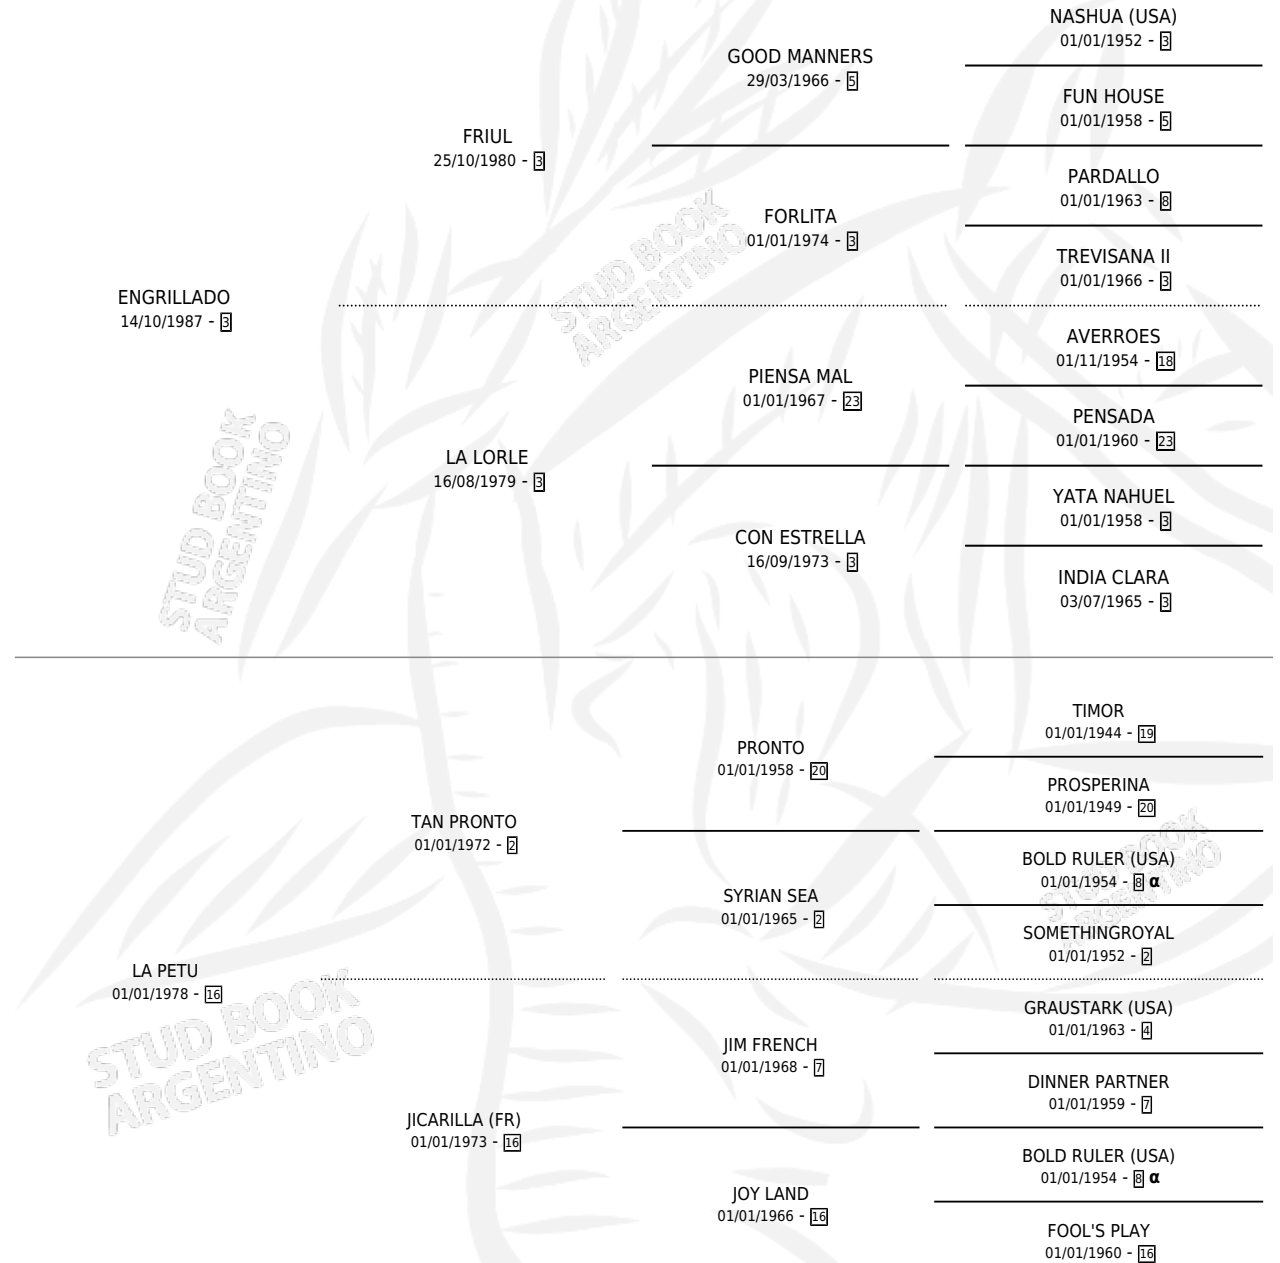 NASHUA (USA)
01/01/1952 - 3
GOOD MANNERS
29/03/1966 - 5
FUN HOUSE
01/01/1958 - 5
FRIUL
25/10/1980 - 3
PARDALLO
01/01/1963 - 8
FORLITA
01/01/1974 - 3
TREVISANA II
01/01/1966 - 3
STUD BOOK
ARGENTINO
ENGRILLADO
14/10/1987 - 3
AVERROES
01/11/1954 - 18
PIENSA MAL
01/01/1967 - 23
PENSADA
01/01/1960 - 23
LA LORLE
16/08/1979 - 3
YATA NAHUEL
01/01/1958 - 3
CON ESTRELLA
16/09/1973 - 3
INDIA CLARA
03/07/1965 - 3
STUD BOOK
ARGENTINO
TIMOR
01/01/1944 - 19
PRONTO
01/01/1958 - 20
PROSPERINA
01/01/1949 - 20
TAN PRONTO
01/01/1972 - 2
BOLD RULER (USA)
01/01/1954 - 8 α
SYRIAN SEA
01/01/1965 - 2
SOMETHINGROYAL
01/01/1952 - 2
STUD BOOK
ARGENTINO
LA PETU
01/01/1978 - 16
GRAUSTARK (USA)
01/01/1963 - 4
JIM FRENCH
01/01/1968 - 7
DINNER PARTNER
01/01/1959 - 7
STUD BOOK
ARGENTINO
JICARILLA (FR)
01/01/1973 - 16
BOLD RULER (USA)
01/01/1954 - 8 α
JOY LAND
01/01/1966 - 16
FOOL'S PLAY
01/01/1960 - 16